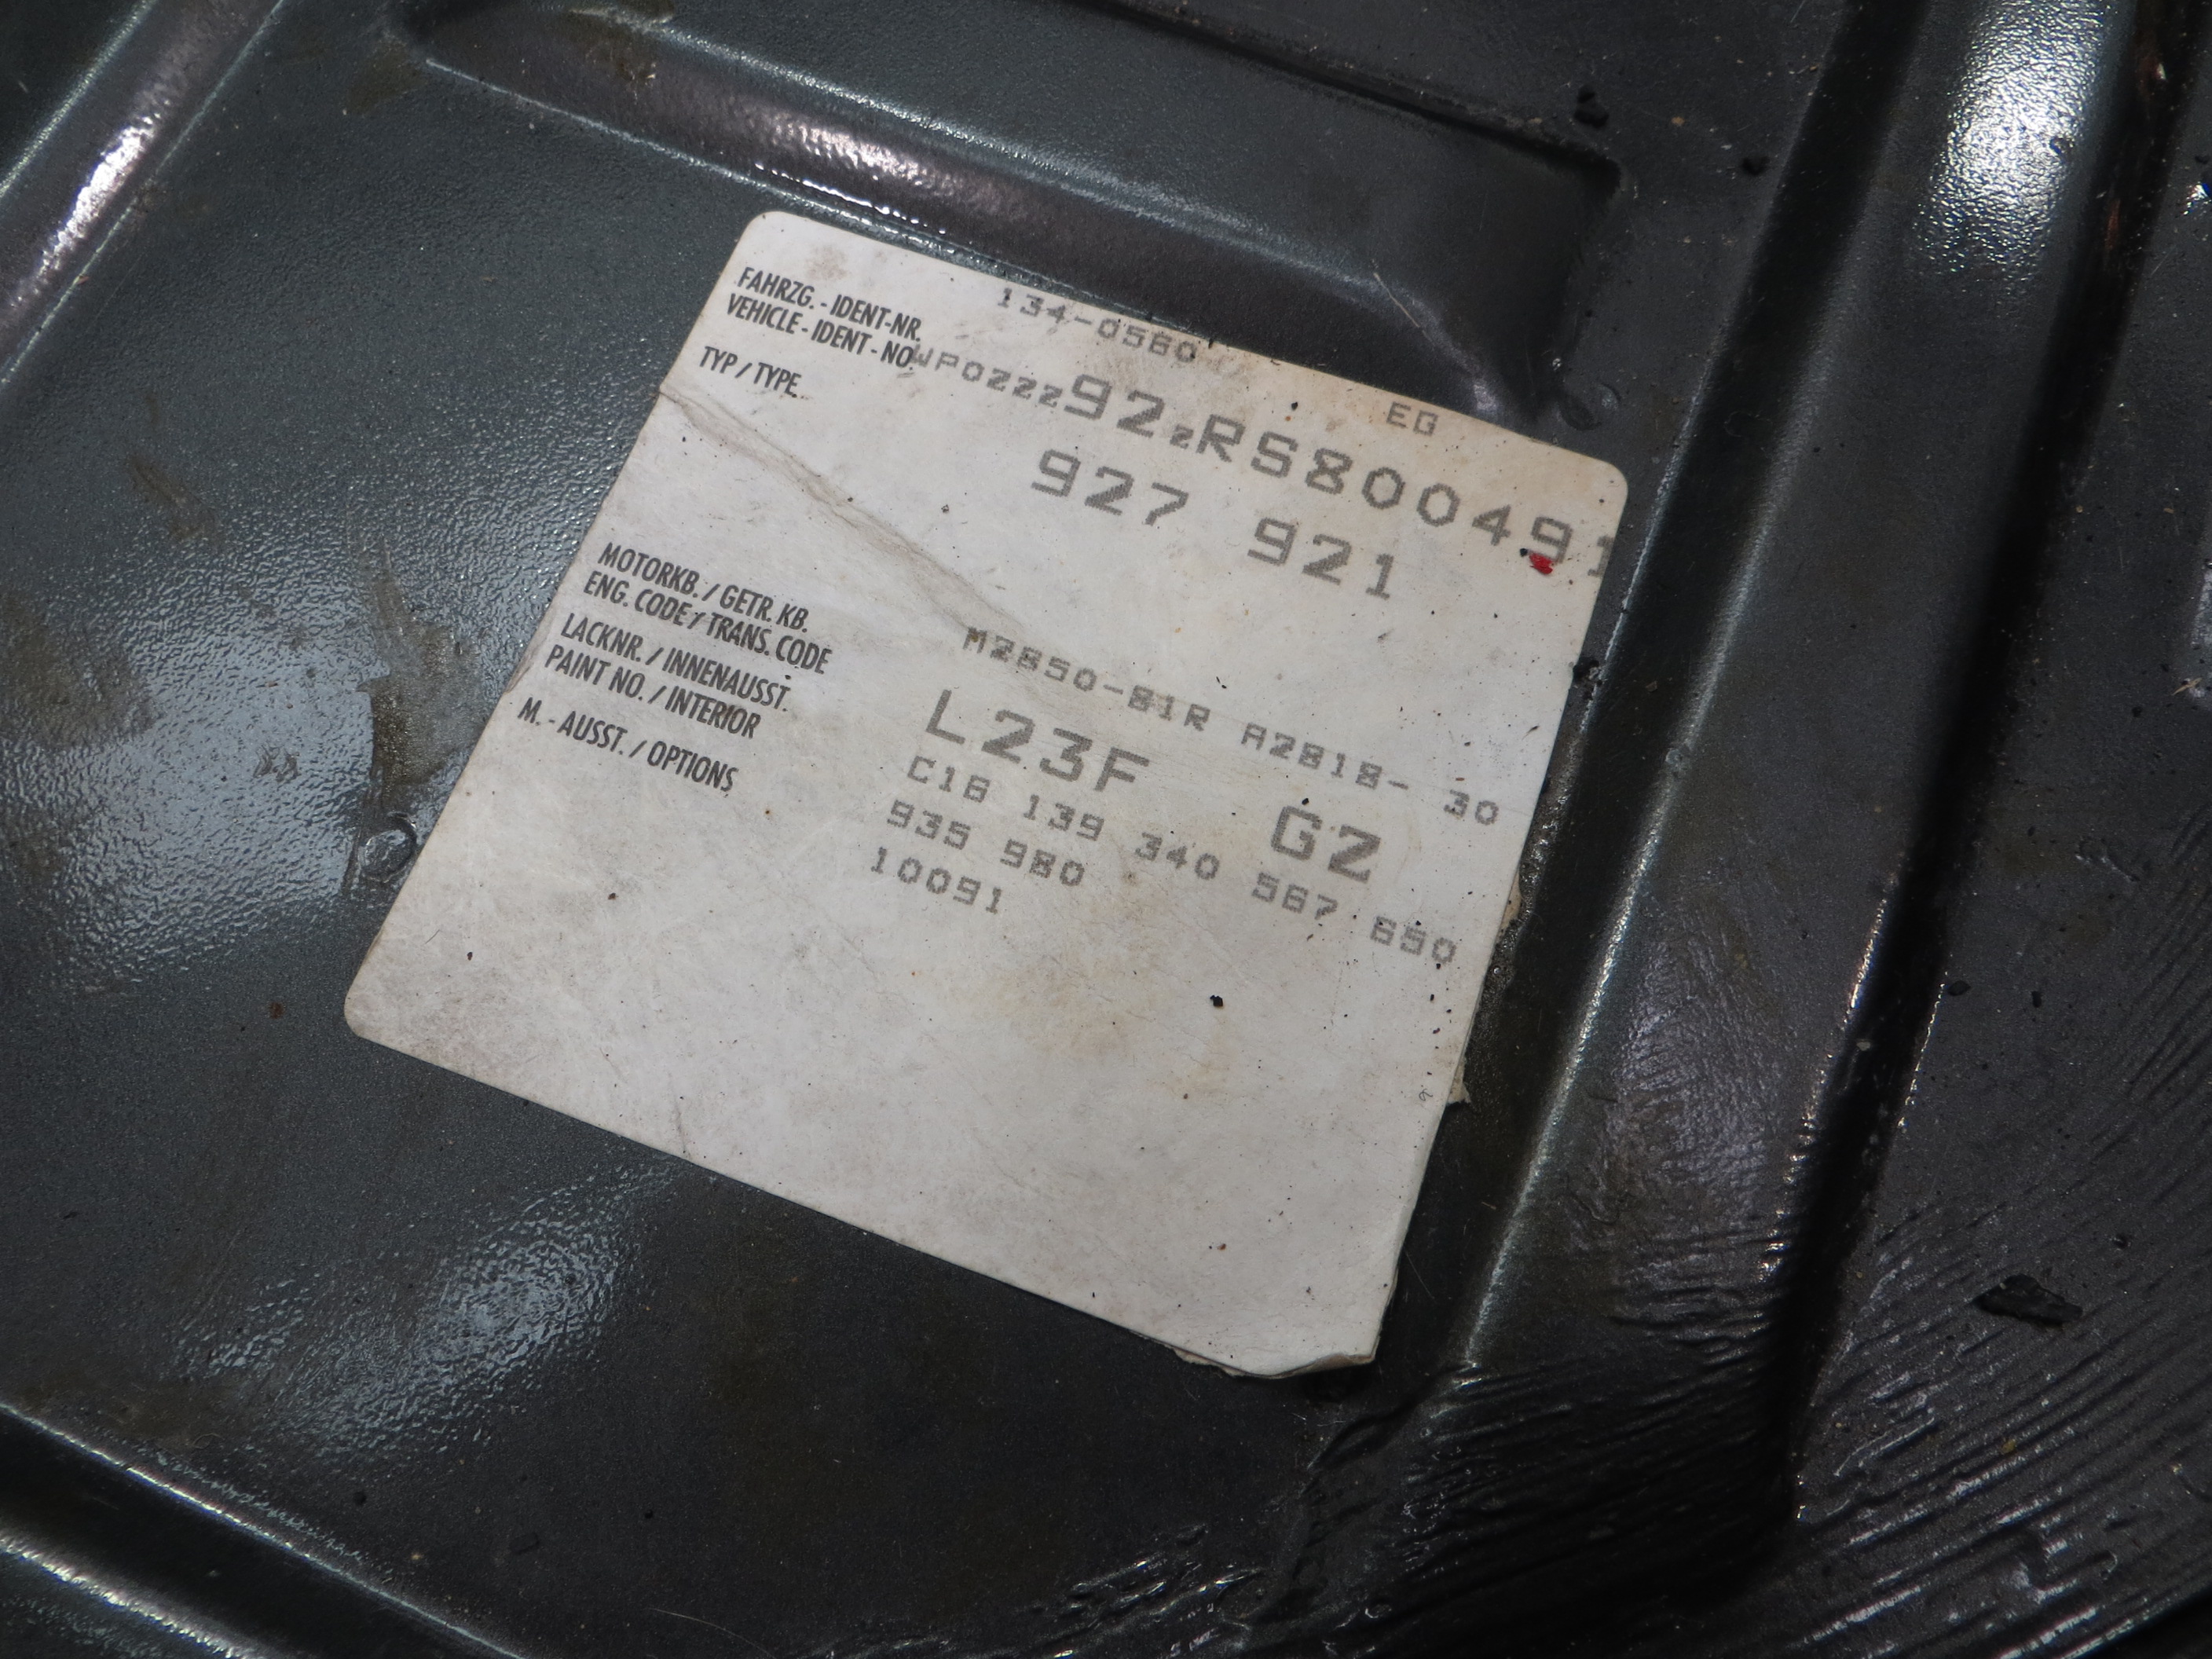 134-0560
EG
FAHRZG. - IDENT-NR.
VEHICLE - IDENT - NO.
WP0ZZZ92ZRS800491
TYP / TYPE
927 921
MOTORKB. / GETR. KB.
ENG. CODE / TRANS. CODE
M2850-81R A2818- 30
LACKNR. / INNENAUSST.
PAINT NO. / INTERIOR
L23F GZ
M. - AUSST. / OPTIONS
C16 139 340 567 650
935 980
10091